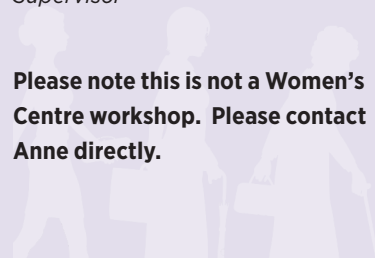 Supervisor
Please note this is not a Women’s
Centre workshop.  Please contact
Anne directly.